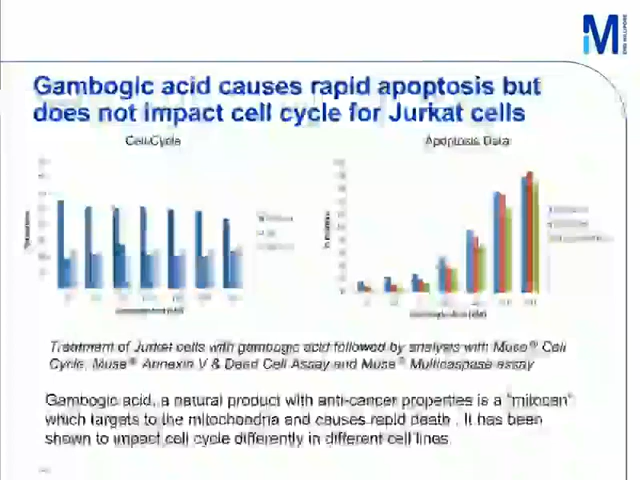 M
EMD MILLIPORE
Gambogic acid causes rapid apoptosis but
does not impact cell cycle for Jurkat cells
Cell Cycle
Apoptosis Data
Treatment of Jurkat cells with gambogic acid followed by analysis with Muse® Cell
Cycle, Muse® Annexin V & Dead Cell Assay and Muse® Multicaspase assay
Gambogic acid, a natural product with anti-cancer properties is a "mitocan"
which targets to the mitochondria and causes rapid death . It has been
shown to impact cell cycle differently in different cell lines